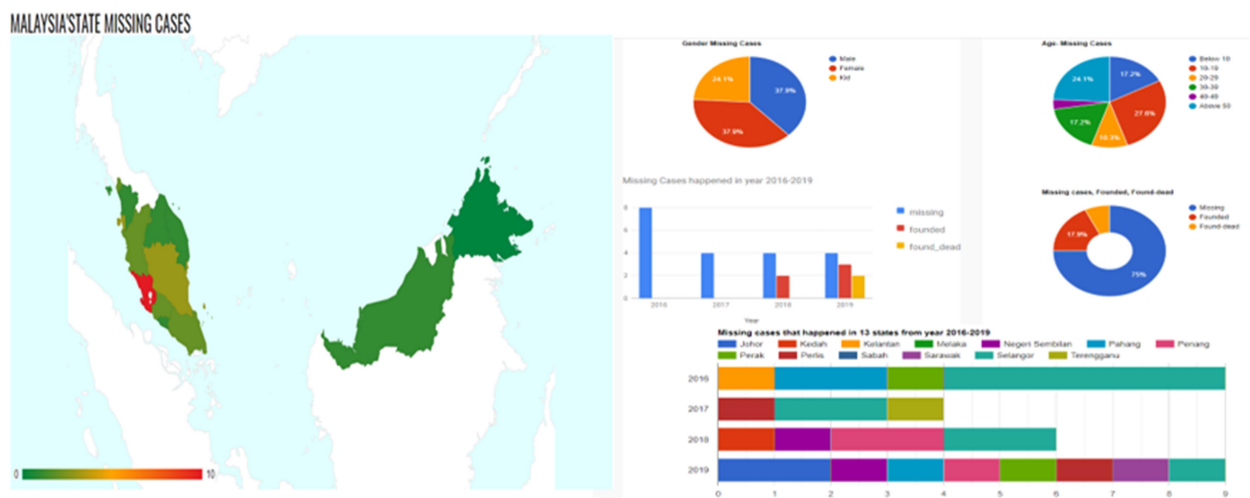 MALAYSIA'STATE MISSING CASES
0 10
Gender Missing Cases
Male
Female
Kid
24.1%
37.9%
37.9%
Age- Missing Cases
Below 10
10-19
20-29
30-39
40-49
Above 50
24.1%
17.2%
27.6%
10.3%
17.2%
Missing Cases happened in year 2016-2019
missing
founded
found_dead
8
6
4
2
0
2016 2017 2018 2019
Year
Missing cases, Founded, Found-dead
Missing
Founded
Found-dead
17.9%
75%
Missing cases that happened in 13 states from year 2016-2019
Johor Kedah Kelantan Melaka Negeri Sembilan Pahang Penang
Perak Perlis Sabah Sarawak Selangor Terengganu
2016
2017
2018
2019
0 1 2 3 4 5 6 7 8 9